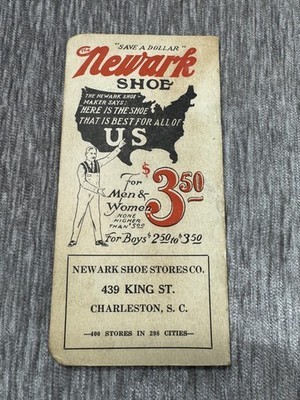 "SAVE A DOLLAR"
THE
Newark
SHOE
THE NEWARK SHOE
MAKER SAYS:
HERE IS THE SHOE
THAT IS BEST FOR ALL OF
US
For
Men &
Women
$3.50
NONE
HIGHER
THAN $3.50
For Boys $2.50 to $3.50
NEWARK SHOE STORES CO.
439 KING ST.
CHARLESTON, S. C.
—400 STORES IN 298 CITIES—